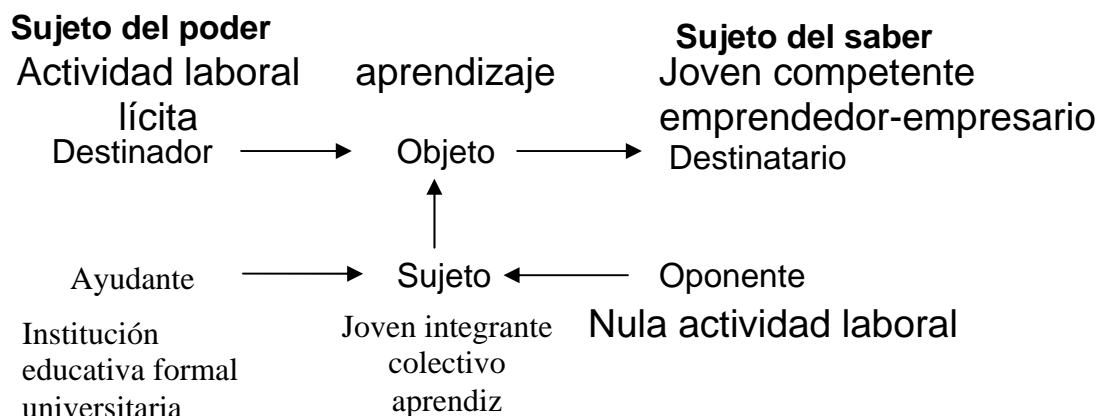 Sujeto del poder
Sujeto del saber
Actividad laboral
lícita
aprendizaje
Joven competente
emprendedor-empresario
Destinador
Objeto
Destinatario
Ayudante
Sujeto
Oponente
Institución
educativa formal
universitaria
Joven integrante
colectivo
aprendiz
Nula actividad laboral